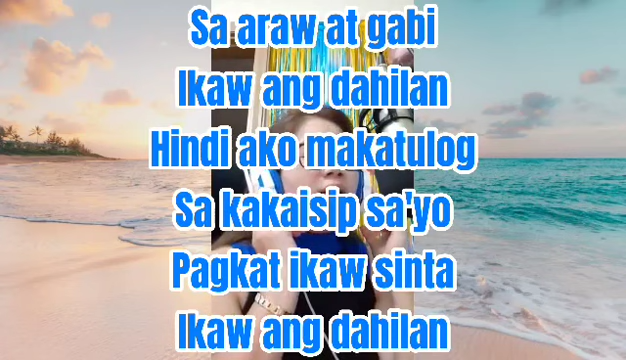 Sa araw at gabi
Ikaw ang dahilan
Hindi ako makatulog
Sa kakaisip sa'yo
Pagkat ikaw sinta
Ikaw ang dahilan